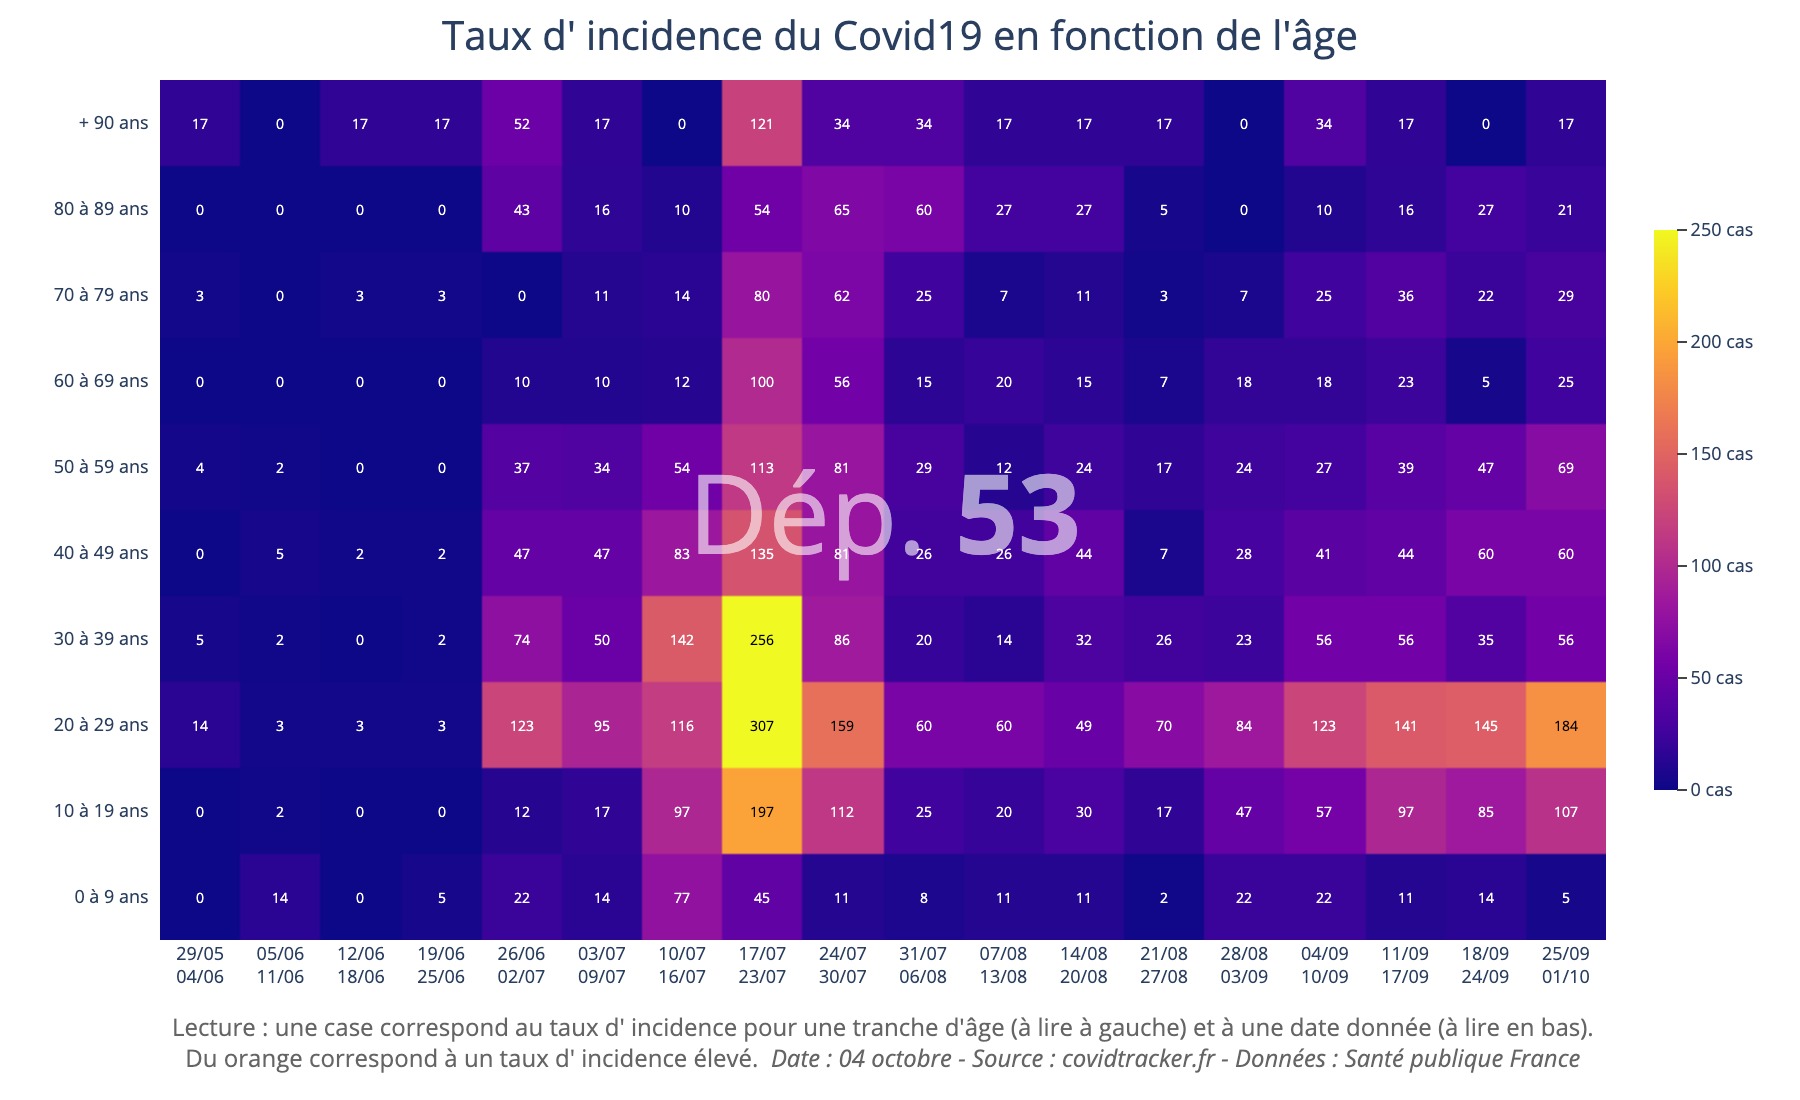 Taux d' incidence du Covid19 en fonction de l'âge
+ 90 ans 17 0 17 17 52 17 0 121 34 34 17 17 17 0 34 17 0 17
80 à 89 ans 0 0 0 0 43 16 10 54 65 60 27 27 5 0 10 16 27 21
70 à 79 ans 3 0 3 3 0 11 14 80 62 25 7 11 3 7 25 36 22 29
60 à 69 ans 0 0 0 0 10 10 12 100 56 15 20 15 7 18 18 23 5 25
50 à 59 ans 4 2 0 0 37 34 54 113 81 29 12 24 17 24 27 39 47 69
Dép. 53
40 à 49 ans 0 5 2 2 47 47 83 135 81 26 26 44 7 28 41 44 60 60
30 à 39 ans 5 2 0 2 74 50 142 256 86 20 14 32 26 23 56 56 35 56
20 à 29 ans 14 3 3 3 123 95 116 307 159 60 60 49 70 84 123 141 145 184
10 à 19 ans 0 2 0 0 12 17 97 197 112 25 20 30 17 47 57 97 85 107
0 à 9 ans 0 14 0 5 22 14 77 45 11 8 11 11 2 22 22 11 14 5
29/05 05/06 12/06 19/06 26/06 03/07 10/07 17/07 24/07 31/07 07/08 14/08 21/08 28/08 04/09 11/09 18/09 25/09
04/06 11/06 18/06 25/06 02/07 09/07 16/07 23/07 30/07 06/08 13/08 20/08 27/08 03/09 10/09 17/09 24/09 01/10
250 cas
200 cas
150 cas
100 cas
50 cas
0 cas
Lecture : une case correspond au taux d' incidence pour une tranche d'âge (à lire à gauche) et à une date donnée (à lire en bas).
Du orange correspond à un taux d' incidence élevé. Date : 04 octobre - Source : covidtracker.fr - Données : Santé publique France